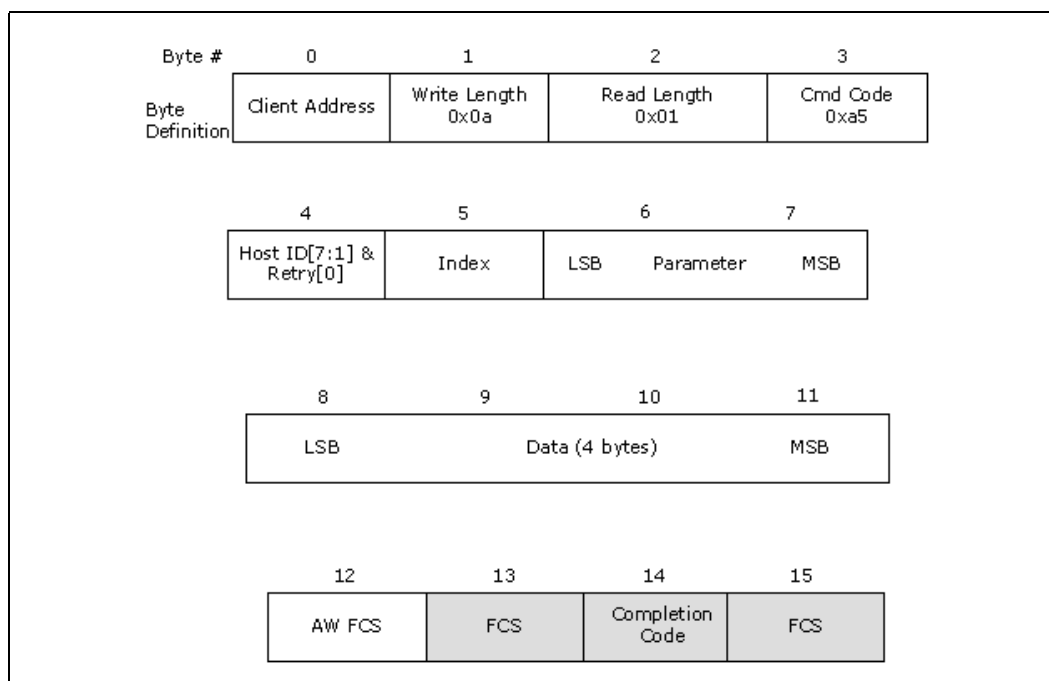 Byte # 0 1 2 3
Byte Definition
Client Address
Write Length
0x0a
Read Length
0x01
Cmd Code
0xa5
4 5 6 7
Host ID[7:1] &
Retry[0]
Index
LSB Parameter MSB
8 9 10 11
LSB Data (4 bytes) MSB
12 13 14 15
AW FCS
FCS
Completion
Code
FCS